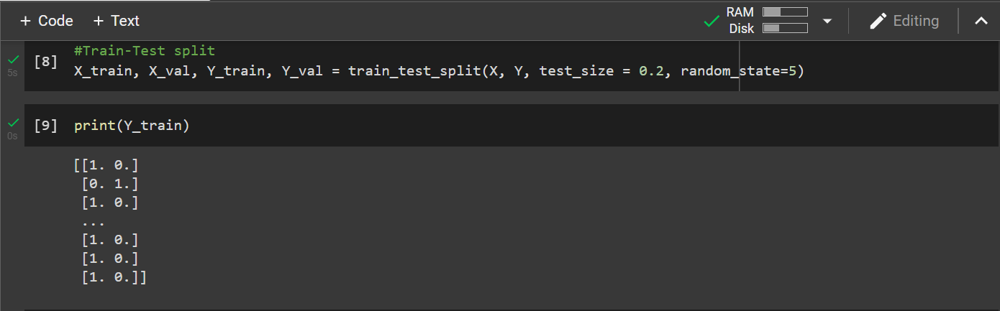 + Code + Text RAM Disk Editing
#Train-Test split
[8] X_train, X_val, Y_train, Y_val = train_test_split(X, Y, test_size = 0.2, random_state=5)
5s
[9] print(Y_train)
0s
[[1. 0.]
[0. 1.]
[1. 0.]
...
[1. 0.]
[1. 0.]
[1. 0.]]